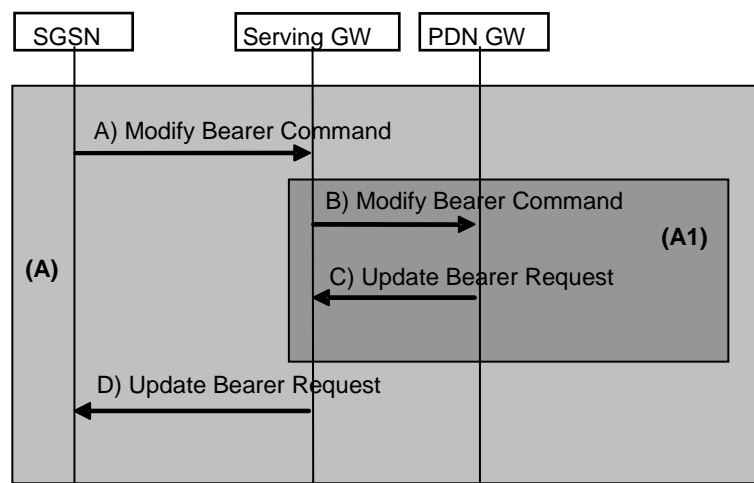 SGSN
Serving GW
PDN GW
A) Modify Bearer Command
B) Modify Bearer Command
(A1)
(A)
C) Update Bearer Request
D) Update Bearer Request